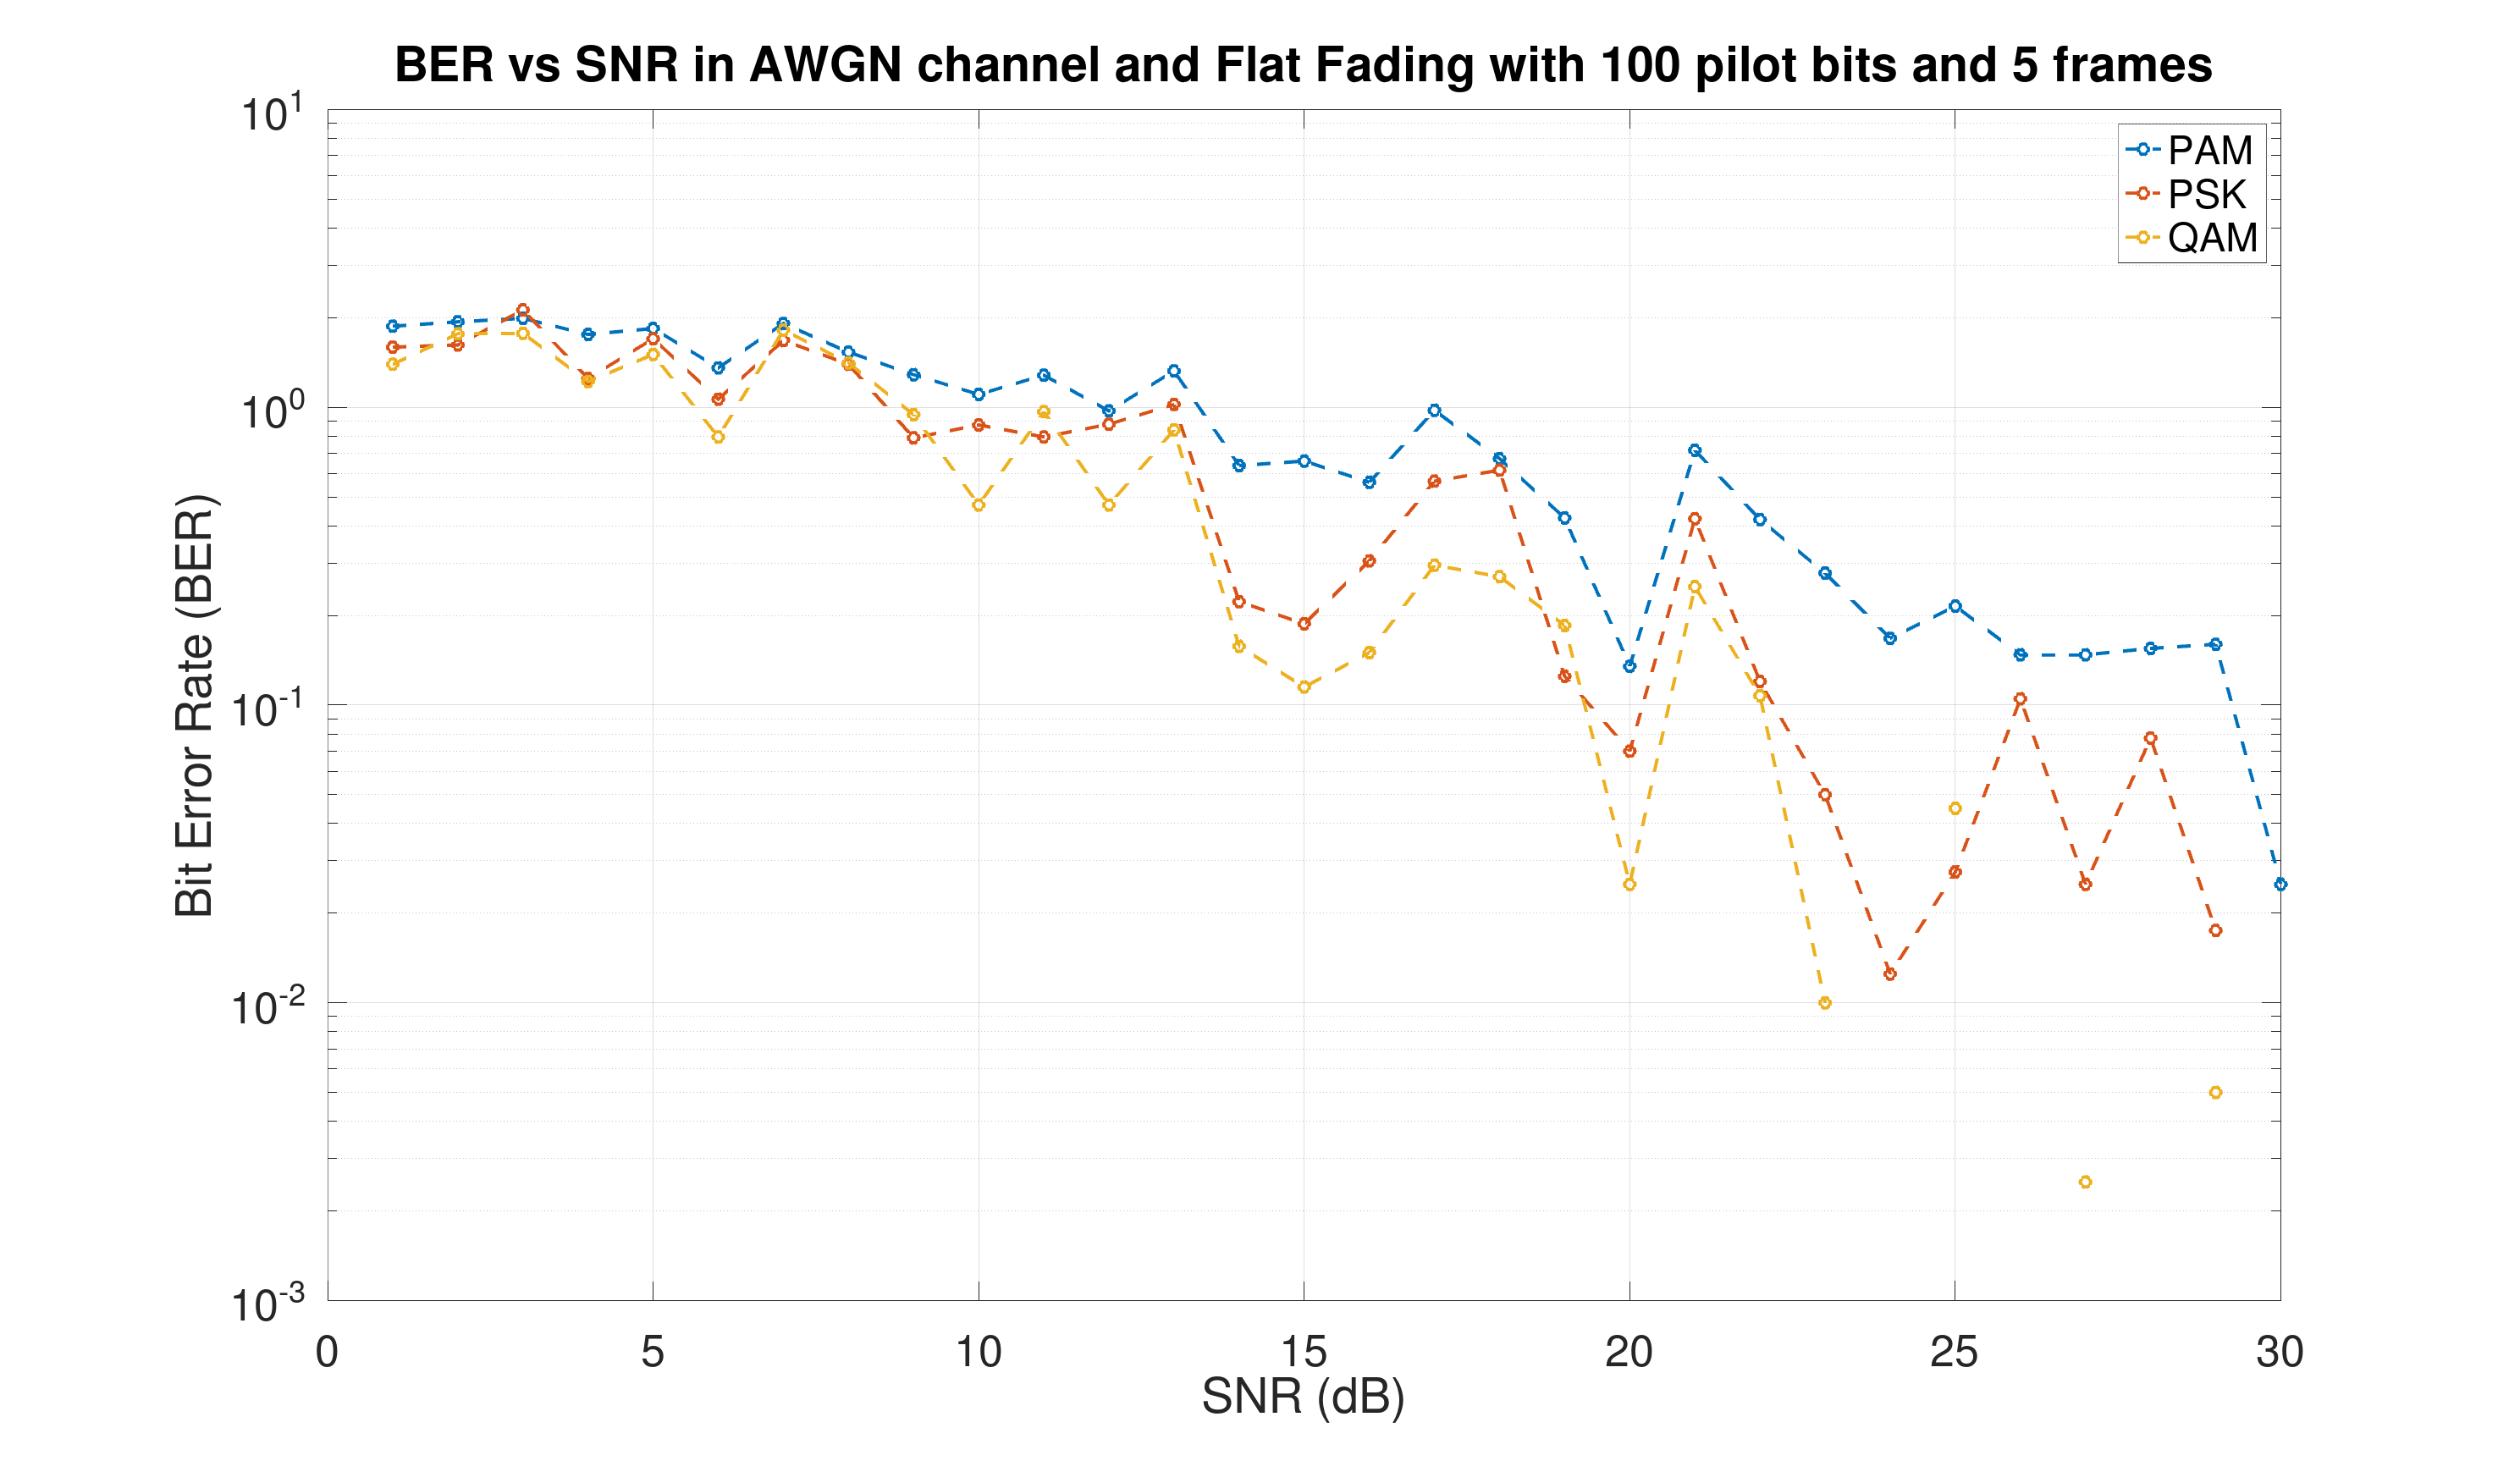 BER vs SNR in AWGN channel and Flat Fading with 100 pilot bits and 5 frames
10^1
10^0
10^-1
10^-2
10^-3
Bit Error Rate (BER)
PAM
PSK
QAM
0 5 10 15 20 25 30
SNR (dB)